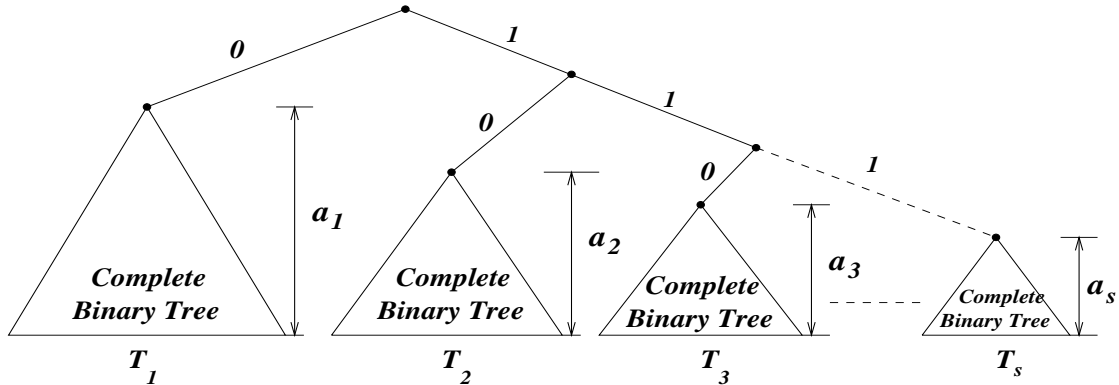 0
1
1
0
1
0
a1
a2
a3
as
Complete
Binary Tree
Complete
Binary Tree
Complete
Binary Tree
Complete
Binary Tree
T1
T2
T3
Ts